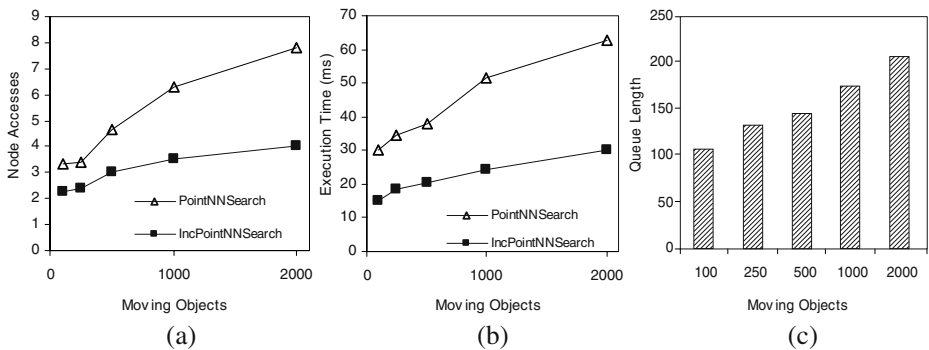 9
8
7
6
5
4
3
2
1
0
Node Accesses
PointNNSearch
IncPointNNSearch
0 1000 2000
Moving Objects
(a)
70
60
50
40
30
20
10
0
Execution Time (ms)
PointNNSearch
IncPointNNSearch
0 1000 2000
Moving Objects
(b)
250
200
150
100
50
0
Queue Length
100 250 500 1000 2000
Moving Objects
(c)